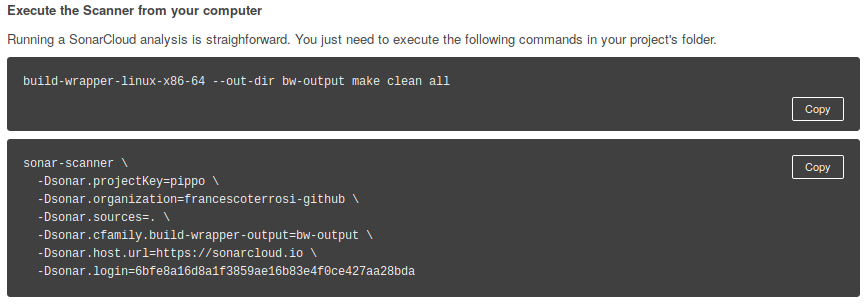 Execute the Scanner from your computer
Running a SonarCloud analysis is straighforward. You just need to execute the following commands in your project's folder.
build-wrapper-linux-x86-64 --out-dir bw-output make clean all
Copy
sonar-scanner \
Copy
-Dsonar.projectKey=pippo \
-Dsonar.organization=francescoterrosi-github \
-Dsonar.sources=. \
-Dsonar.cfamily.build-wrapper-output=bw-output \
-Dsonar.host.url=https://sonarcloud.io \
-Dsonar.login=6bfe8a16d8a1f3859ae16b83e4f0ce427aa28bda